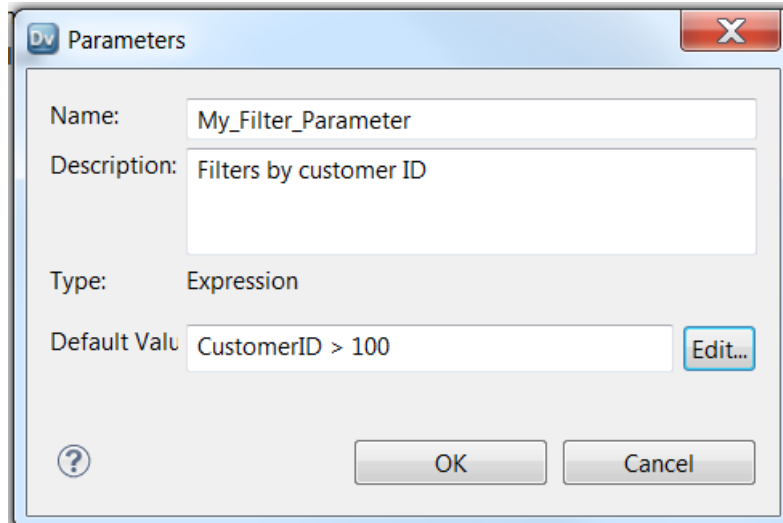 Dv Parameters
Name: My_Filter_Parameter
Description: Filters by customer ID
Type: Expression
Default Valu CustomerID > 100 Edit...
? OK Cancel